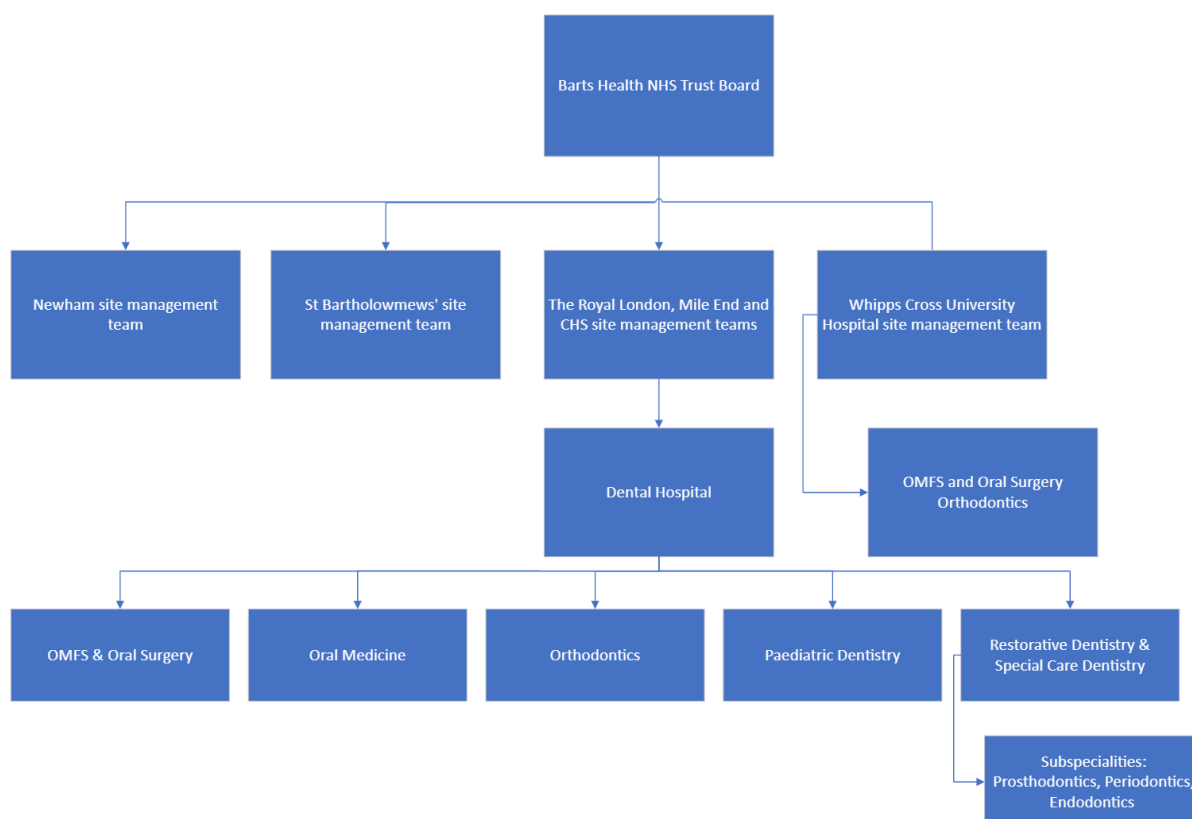 Barts Health NHS Trust Board
Newham site management
team
St Bartholowmews' site
management team
The Royal London, Mile End and
CHS site management teams
Whipps Cross University
Hospital site management team
Dental Hospital
OMFS and Oral Surgery
Orthodontics
OMFS & Oral Surgery
Oral Medicine
Orthodontics
Paediatric Dentistry
Restorative Dentistry &
Special Care Dentistry
Subspecialities:
Prosthodontics, Periodontics,
Endodontics